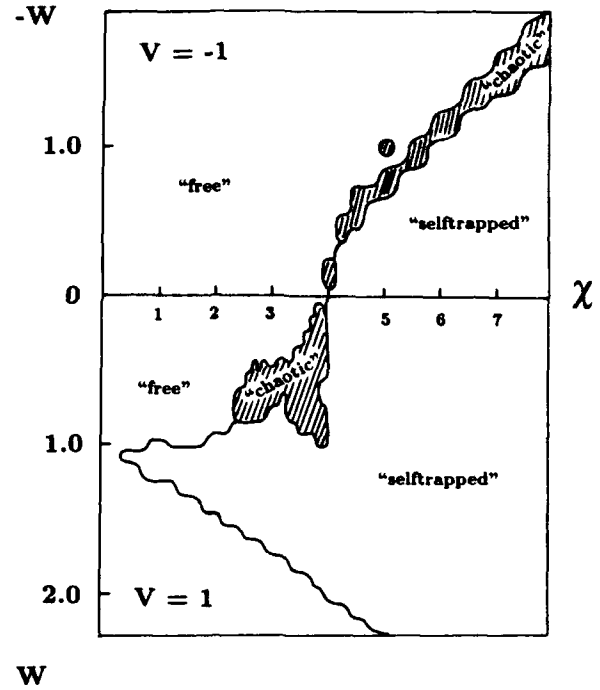 -W
V = -1
"chaotic"
1.0
"free"
"selftrapped"
0
1
2
3
5
6
7
χ
"free"
"chaotic"
1.0
"selftrapped"
2.0
V = 1
W